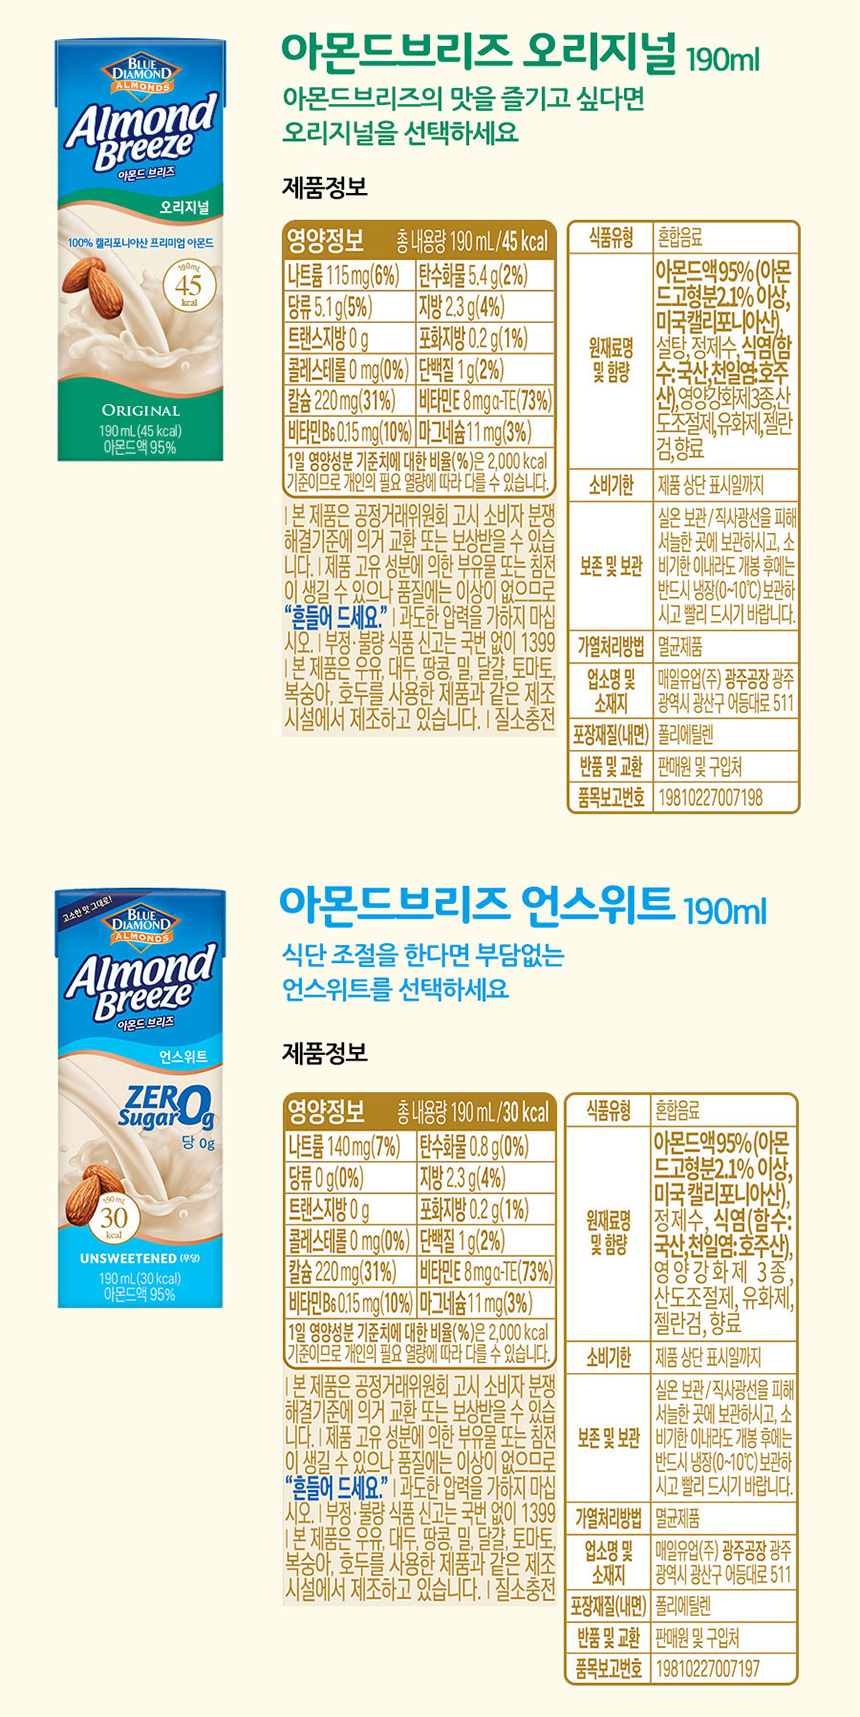 BLUE
DIAMOND
ALMONDS
Almond
Breeze
아몬드 브리즈
오리지널
100% 캘리포니아산 프리미엄 아몬드
190mL
45
kcal
ORIGINAL
190 mL (45 kcal)
아몬드액 95%
아몬드브리즈 오리지널 190ml
아몬드브리즈의 맛을 즐기고 싶다면
오리지널을 선택하세요
제품정보
영양정보 총 내용량 190 mL/45 kcal
나트륨 115 mg(6%) 탄수화물 5.4 g(2%)
당류 5.1 g(5%) 지방 2.3 g(4%)
트랜스지방 0 g 포화지방 0.2 g(1%)
콜레스테롤 0 mg(0%) 단백질 1 g(2%)
칼슘 220 mg(31%) 비타민E 8 mg α-TE(73%)
비타민B6 0.15 mg(10%) 마그네슘 11 mg(3%)
1일 영양성분 기준치에 대한 비율(%)은 2,000 kcal
기준이므로 개인의 필요 열량에 따라 다를 수 있습니다.
| 본 제품은 공정거래위원회 고시 소비자 분쟁
해결기준에 의거 교환 또는 보상받을 수 있습
니다. | 제품 고유 성분에 의한 부유물 또는 침전
이 생길 수 있으나 품질에는 이상이 없으므로
“흔들어 드세요.” | 과도한 압력을 가하지 마십
시오. | 부정·불량 식품 신고는 국번 없이 1399
| 본 제품은 우유, 대두, 땅콩, 밀, 달걀, 토마토,
복숭아, 호두를 사용한 제품과 같은 제조
시설에서 제조하고 있습니다. | 질소충전
식품유형 혼합음료
원재료명
및 함량
아몬드액 95% (아몬
드고형분2.1% 이상,
미국 캘리포니아산),
설탕, 정제수, 식염(함
수:국산,천일염:호주
산),영양강화제3종,산
도조절제,유화제,젤란
검,향료
소비기한 제품 상단 표시일까지
보존 및 보관
실온 보관 / 직사광선을 피해
서늘한 곳에 보관하시고, 소
비기한 이내라도 개봉 후에는
반드시 냉장(0~10℃) 보관하
시고 빨리 드시기 바랍니다.
가열처리방법 멸균제품
업소명 및
소재지
매일유업(주) 광주공장 광주
광역시 광산구 어등대로 511
포장재질(내면) 폴리에틸렌
반품 및 교환 판매원 및 구입처
품목보고번호 19810227007198
고소한 맛 그대로!
BLUE
DIAMOND
ALMONDS
Almond
Breeze
아몬드 브리즈
언스위트
ZERO
Sugar 0g
당 0g
190 mL
30
kcal
UNSWEETENED (무당)
190 mL (30 kcal)
아몬드액 95%
아몬드브리즈 언스위트 190ml
식단 조절을 한다면 부담없는
언스위트를 선택하세요
제품정보
영양정보 총 내용량 190 mL/30 kcal
나트륨 140 mg(7%) 탄수화물 0.8 g(0%)
당류 0 g(0%) 지방 2.3 g(4%)
트랜스지방 0 g 포화지방 0.2 g(1%)
콜레스테롤 0 mg(0%) 단백질 1 g(2%)
칼슘 220 mg(31%) 비타민E 8 mg α-TE(73%)
비타민B6 0.15 mg(10%) 마그네슘 11 mg(3%)
1일 영양성분 기준치에 대한 비율(%)은 2,000 kcal
기준이므로 개인의 필요 열량에 따라 다를 수 있습니다.
| 본 제품은 공정거래위원회 고시 소비자 분쟁
해결기준에 의거 교환 또는 보상받을 수 있습
니다. | 제품 고유 성분에 의한 부유물 또는 침전
이 생길 수 있으나 품질에는 이상이 없으므로
“흔들어 드세요.” | 과도한 압력을 가하지 마십
시오. | 부정·불량 식품 신고는 국번 없이 1399
| 본 제품은 우유, 대두, 땅콩, 밀, 달걀, 토마토,
복숭아, 호두를 사용한 제품과 같은 제조
시설에서 제조하고 있습니다. | 질소충전
식품유형 혼합음료
원재료명
및 함량
아몬드액 95% (아몬
드고형분2.1% 이상,
미국 캘리포니아산),
정제수, 식염(함수:
국산,천일염:호주산),
영양강화제 3종,
산도조절제, 유화제,
젤란검, 향료
소비기한 제품 상단 표시일까지
보존 및 보관
실온 보관 / 직사광선을 피해
서늘한 곳에 보관하시고, 소
비기한 이내라도 개봉 후에는
반드시 냉장(0~10℃) 보관하
시고 빨리 드시기 바랍니다.
가열처리방법 멸균제품
업소명 및
소재지
매일유업(주) 광주공장 광주
광역시 광산구 어등대로 511
포장재질(내면) 폴리에틸렌
반품 및 교환 판매원 및 구입처
품목보고번호 19810227007197